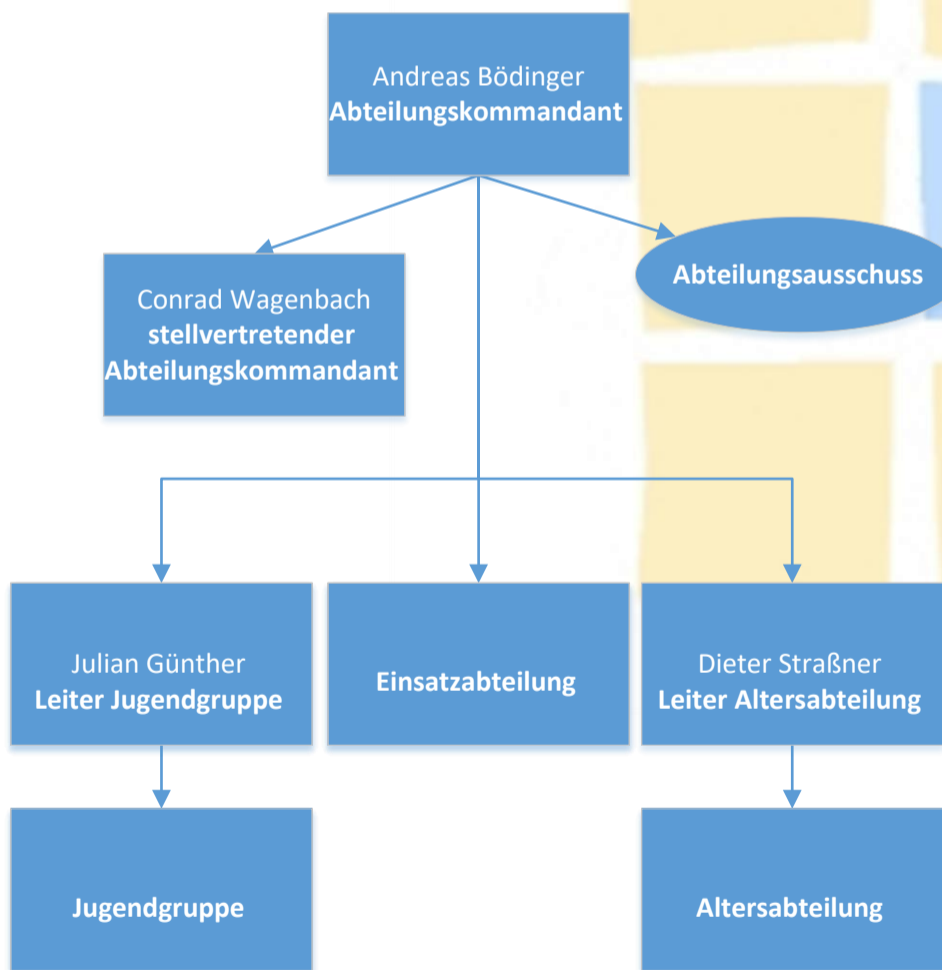 Andreas Bödinger
Abteilungskommandant
Abteilungsausschuss
Conrad Wagenbach
stellvertretender
Abteilungskommandant
Julian Günther
Leiter Jugendgruppe
Einsatzabteilung
Dieter Straßner
Leiter Altersabteilung
Jugendgruppe
Altersabteilung